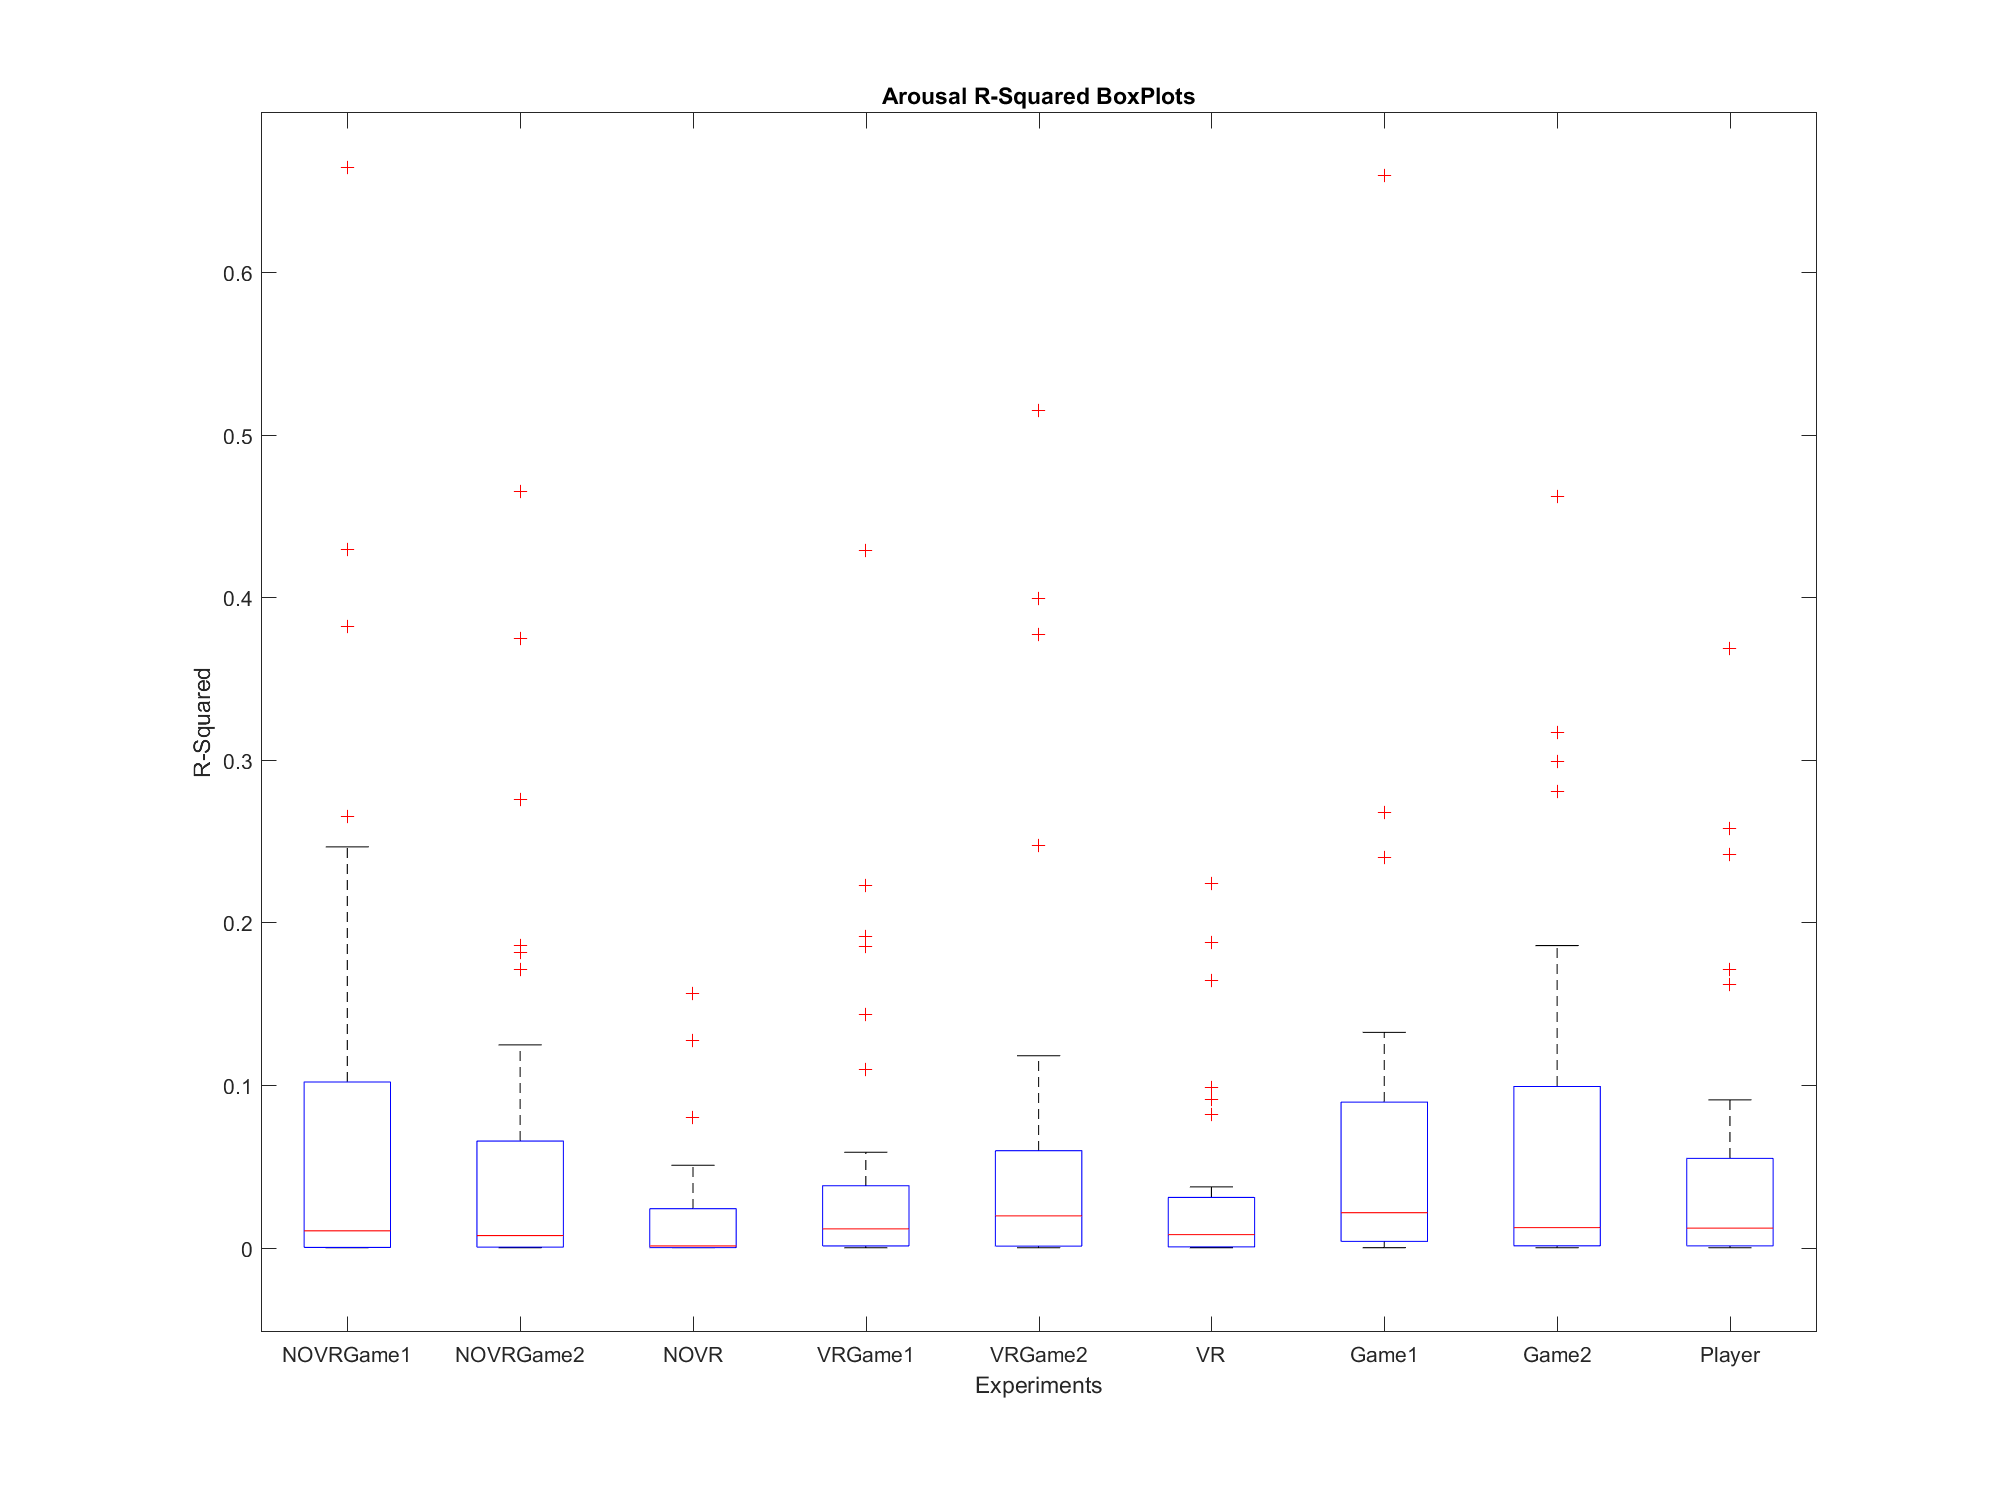 Arousal R-Squared BoxPlots
0.6
0.5
0.4
0.3
0.2
0.1
0
R-Squared
NOVRGame1 NOVRGame2 NOVR VRGame1 VRGame2 VR Game1 Game2 Player
Experiments